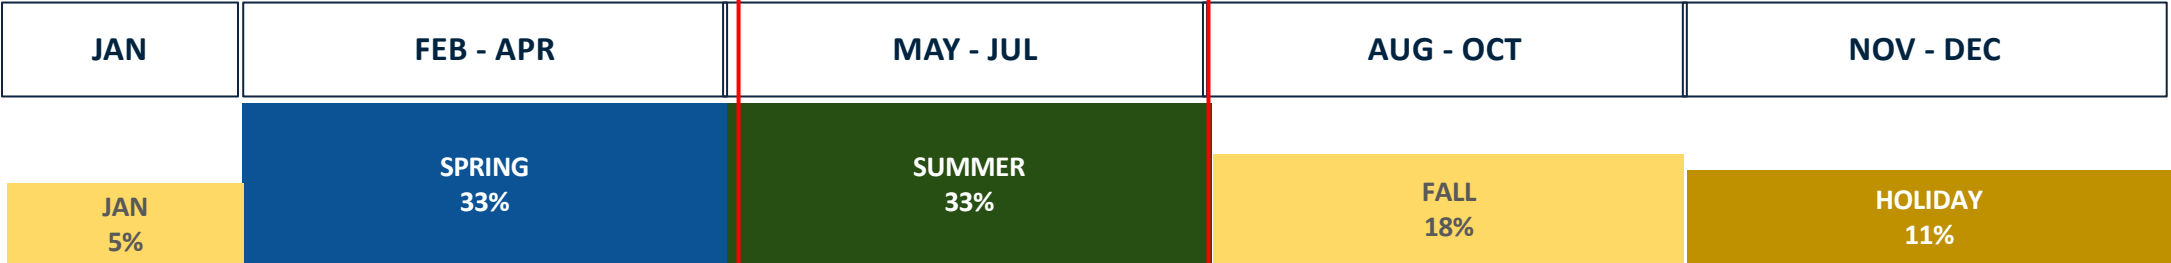 JAN
FEB - APR
MAY - JUL
AUG - OCT
NOV - DEC
JAN
5%
SPRING
33%
SUMMER
33%
FALL
18%
HOLIDAY
11%